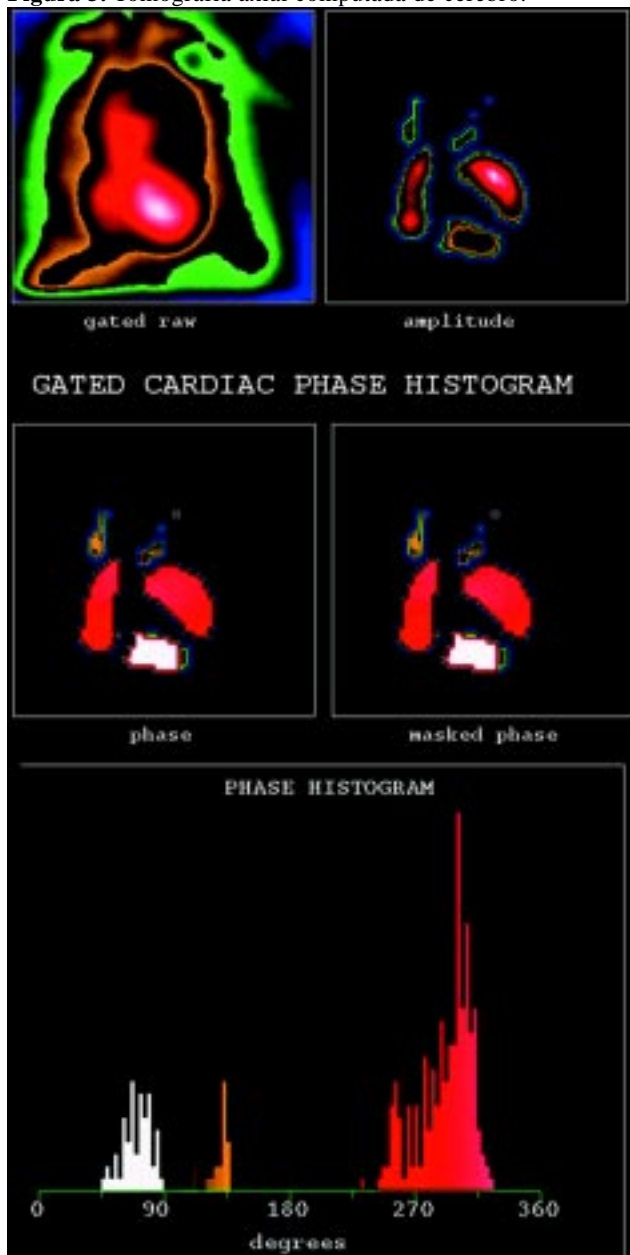 Figura 3. Tomografía axial computada de cerebro.
gated raw
amplitude
GATED CARDIAC PHASE HISTOGRAM
phase
masked phase
PHASE HISTOGRAM
0 90 180 270 360
degrees